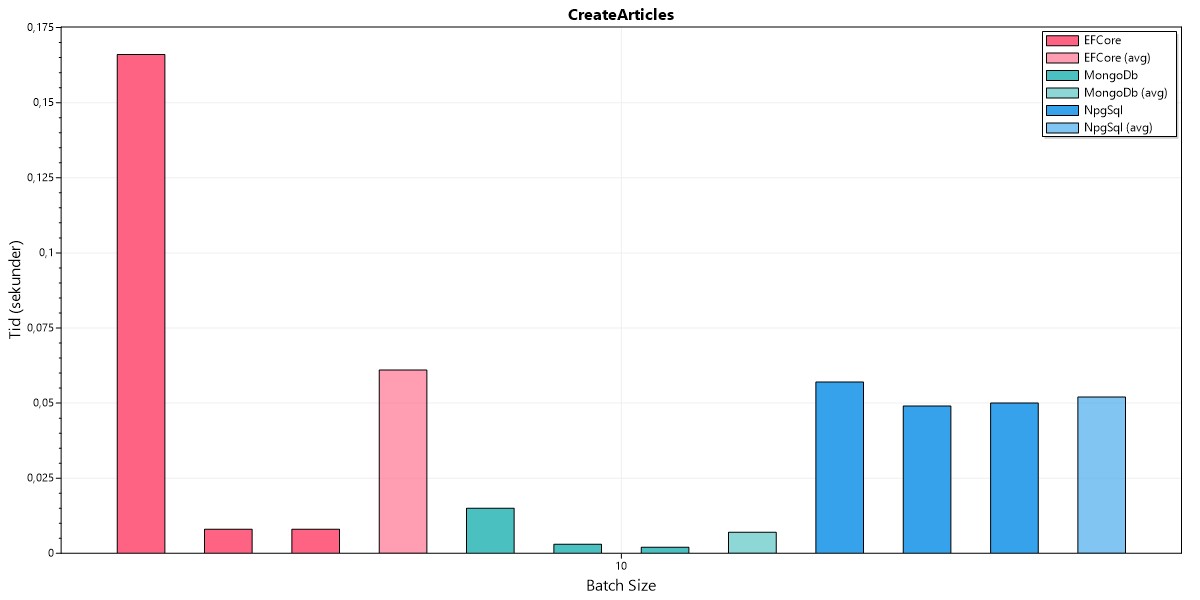 CreateArticles
EFCore
EFCore (avg)
MongoDb
MongoDb (avg)
NpgSql
NpgSql (avg)
Tid (sekunder)
0,175
0,15
0,125
0,1
0,075
0,05
0,025
0
10
Batch Size